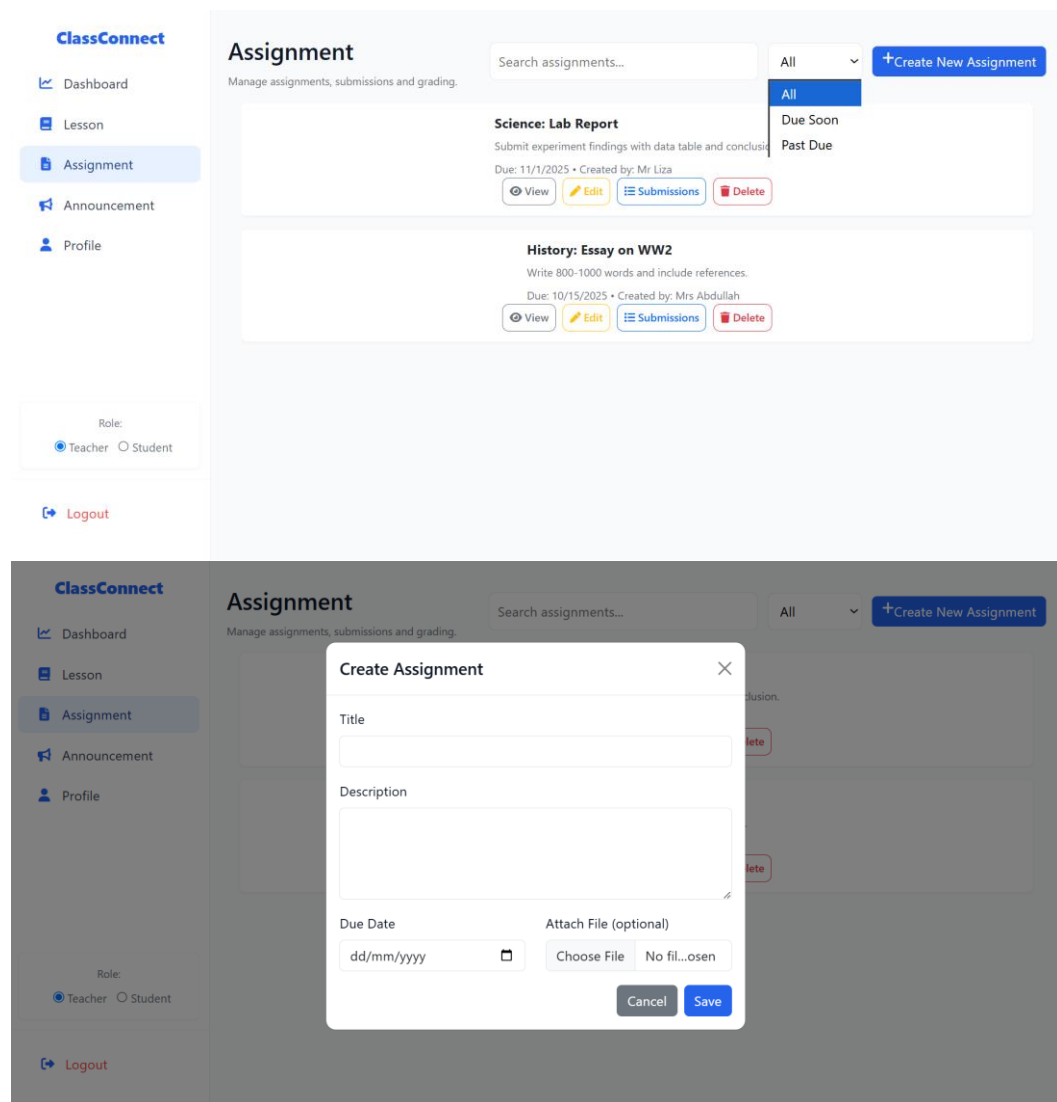 ClassConnect
Dashboard
Lesson
Assignment
Announcement
Profile
Role:
Teacher Student
Logout
Assignment
Manage assignments, submissions and grading.
Search assignments...
All
+Create New Assignment
All
Due Soon
Past Due
Science: Lab Report
Submit experiment findings with data table and conclusio
Due: 11/1/2025 • Created by: Mr Liza
View Edit Submissions Delete
History: Essay on WW2
Write 800-1000 words and include references.
Due: 10/15/2025 • Created by: Mrs Abdullah
View Edit Submissions Delete
ClassConnect
Dashboard
Lesson
Assignment
Announcement
Profile
Role:
Teacher Student
Logout
Assignment
Manage assignments, submissions and grading.
Search assignments...
All
+Create New Assignment
clusion.
lete
lete
Create Assignment
Title
Description
Due Date
Attach File (optional)
dd/mm/yyyy
Choose File No fil...osen
Cancel Save